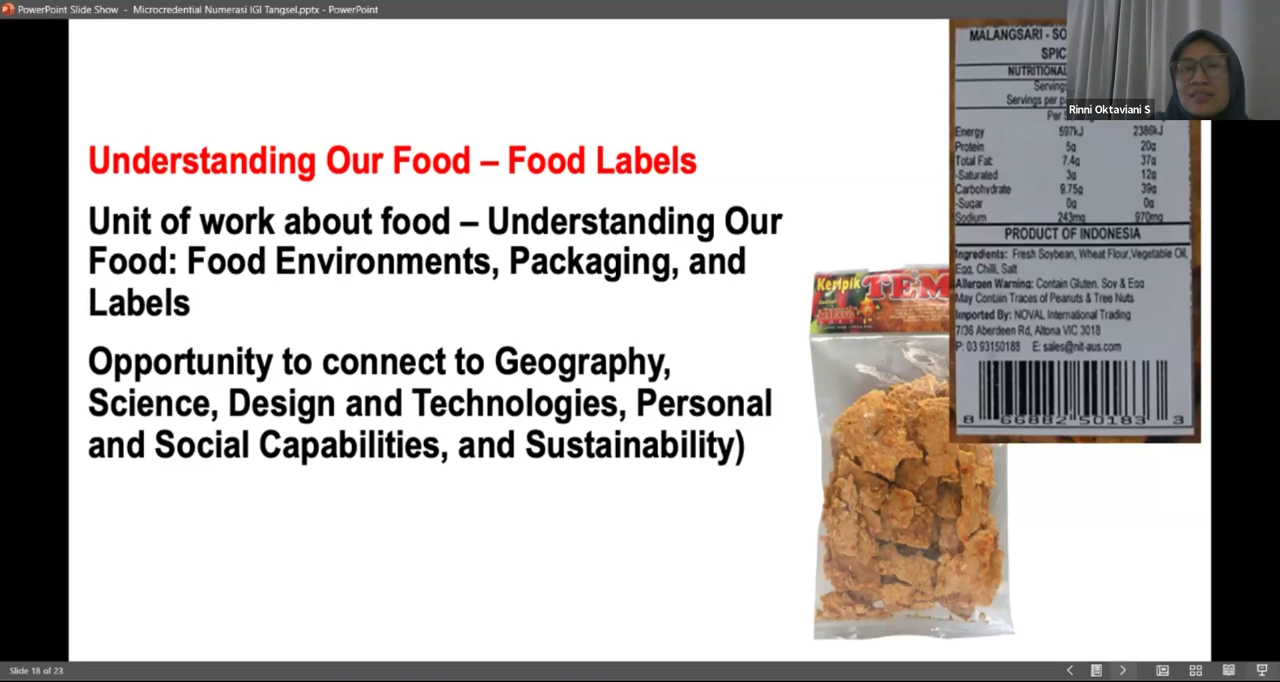 PowerPoint Slide Show - Microcredential Numerasi IGI Tangsel.pptx - PowerPoint
Understanding Our Food – Food Labels
Unit of work about food – Understanding Our
Food: Food Environments, Packaging, and
Labels
Opportunity to connect to Geography,
Science, Design and Technologies, Personal
and Social Capabilities, and Sustainability)
Keripik
TEM
MALANGSARI - SO
SPIC
NUTRITIONAL
Servings
Servings per p
Per S
Energy 597kJ 2386kJ
Protein 5g 20g
Total Fat: 7.4g 37g
-Saturated 3g 12g
Carbohydrate 9.75g 39g
-Sugar 0g 0g
Sodium 243mg 970mg
PRODUCT OF INDONESIA
Ingredients: Fresh Soybean, Wheat Flour,Vegetable Oil,
Egg, Chilli, Salt
Allergen Warning: Contain Gluten, Soy & Egg
May Contain Traces of Peanuts & Tree Nuts
Imported By: NOVAL International Trading
7/36 Aberdeen Rd, Altona VIC 3018
P: 03 93150188 E: sales@nit-aus.com
8 66882 50183 3
Rinni Oktaviani S
Slide 18 of 23